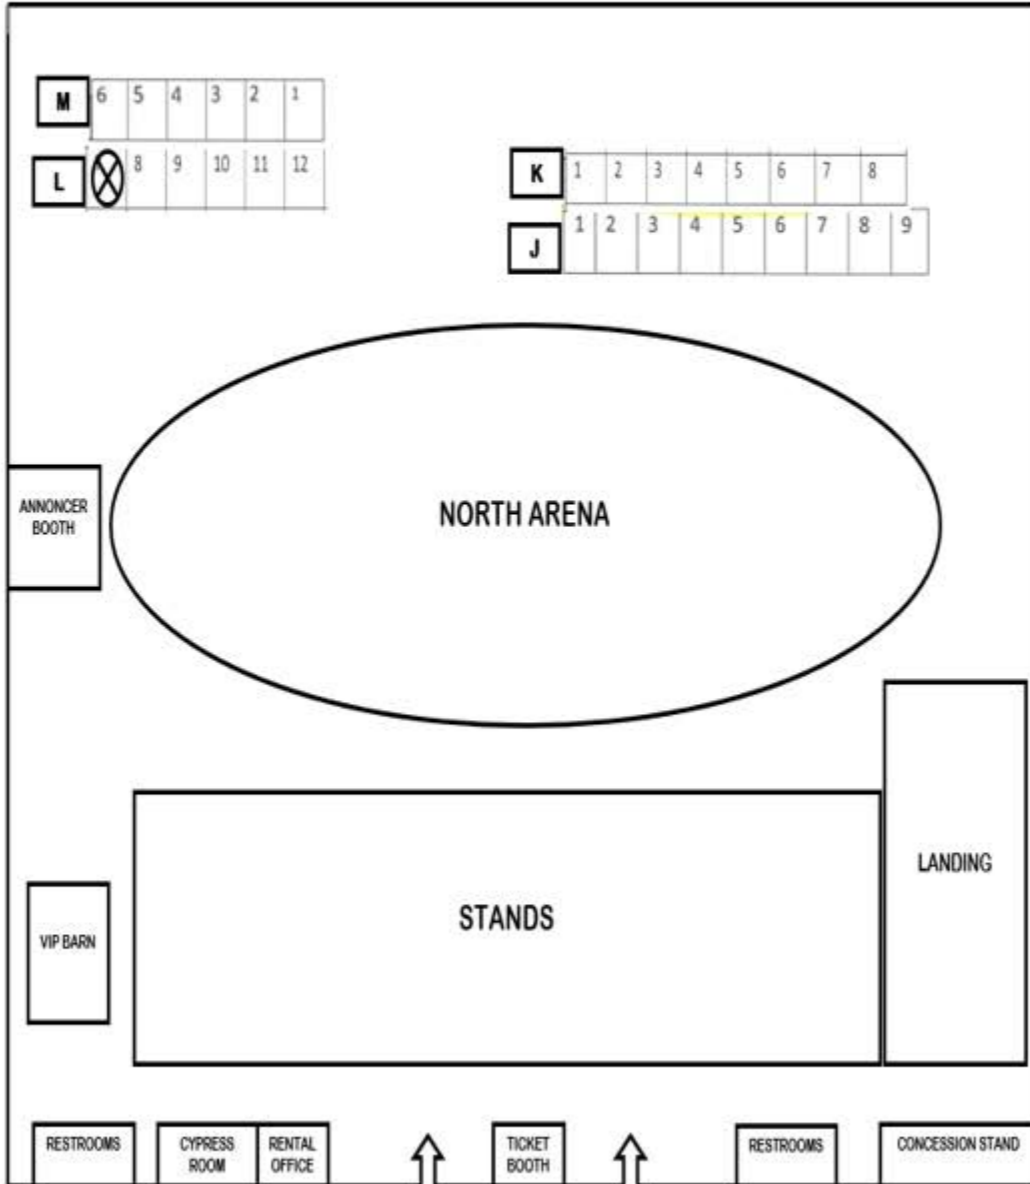 M 6 5 4 3 2 1
L 8 9 10 11 12
K 1 2 3 4 5 6 7 8
J 1 2 3 4 5 6 7 8 9
NORTH ARENA
ANNONCER
BOOTH
LANDING
STANDS
VIP BARN
RESTROOMS
CYPRESS
ROOM
RENTAL
OFFICE
TICKET
BOOTH
RESTROOMS
CONCESSION STAND